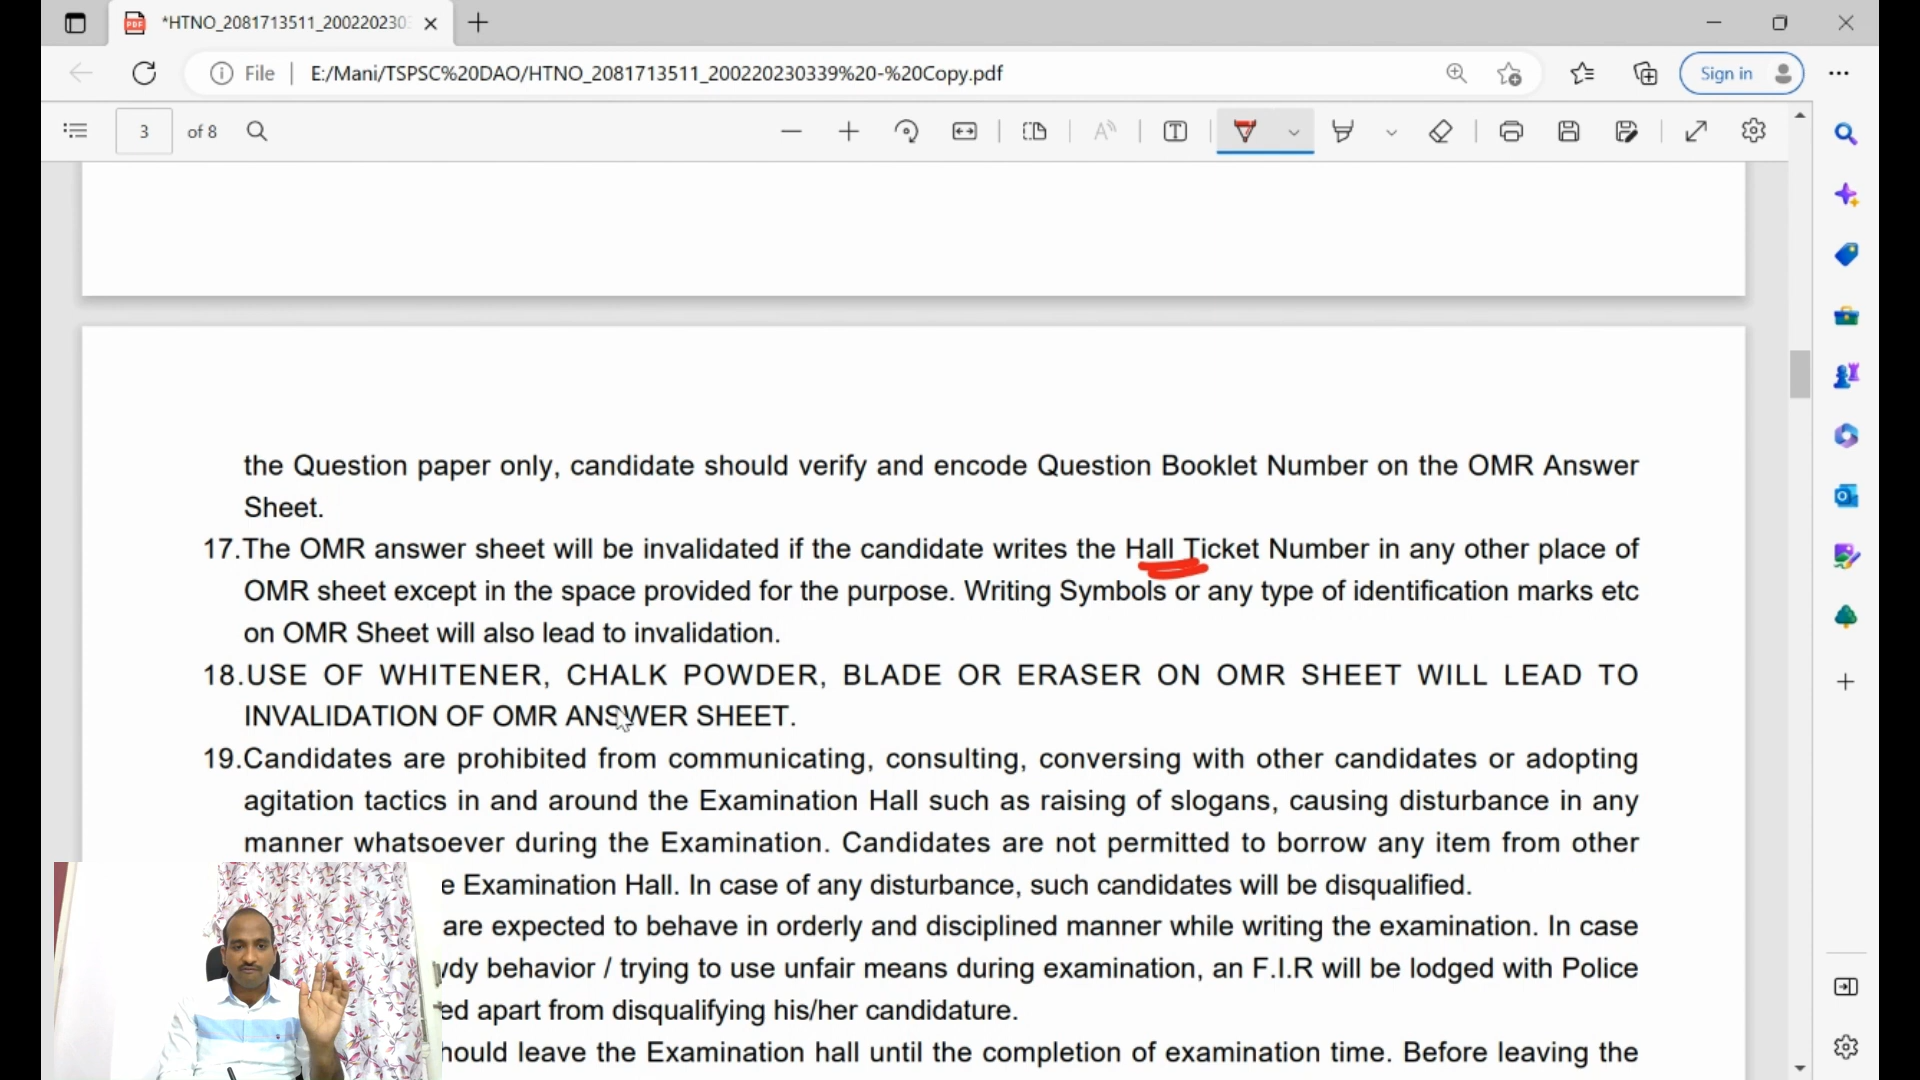 *HTNO_2081713511_200220230
File
E:/Mani/TSPSC%20DAO/HTNO_2081713511_200220230339%20-%20Copy.pdf
Sign in
3 of 8
the Question paper only, candidate should verify and encode Question Booklet Number on the OMR Answer
Sheet.
17.The OMR answer sheet will be invalidated if the candidate writes the Hall Ticket Number in any other place of
OMR sheet except in the space provided for the purpose. Writing Symbols or any type of identification marks etc
on OMR Sheet will also lead to invalidation.
18.USE OF WHITENER, CHALK POWDER, BLADE OR ERASER ON OMR SHEET WILL LEAD TO
INVALIDATION OF OMR ANSWER SHEET.
19.Candidates are prohibited from communicating, consulting, conversing with other candidates or adopting
agitation tactics in and around the Examination Hall such as raising of slogans, causing disturbance in any
manner whatsoever during the Examination. Candidates are not permitted to borrow any item from other
e Examination Hall. In case of any disturbance, such candidates will be disqualified.
are expected to behave in orderly and disciplined manner while writing the examination. In case
behavior / trying to use unfair means during examination, an F.I.R will be lodged with Police
ed apart from disqualifying his/her candidature.
hould leave the Examination hall until the completion of examination time. Before leaving the